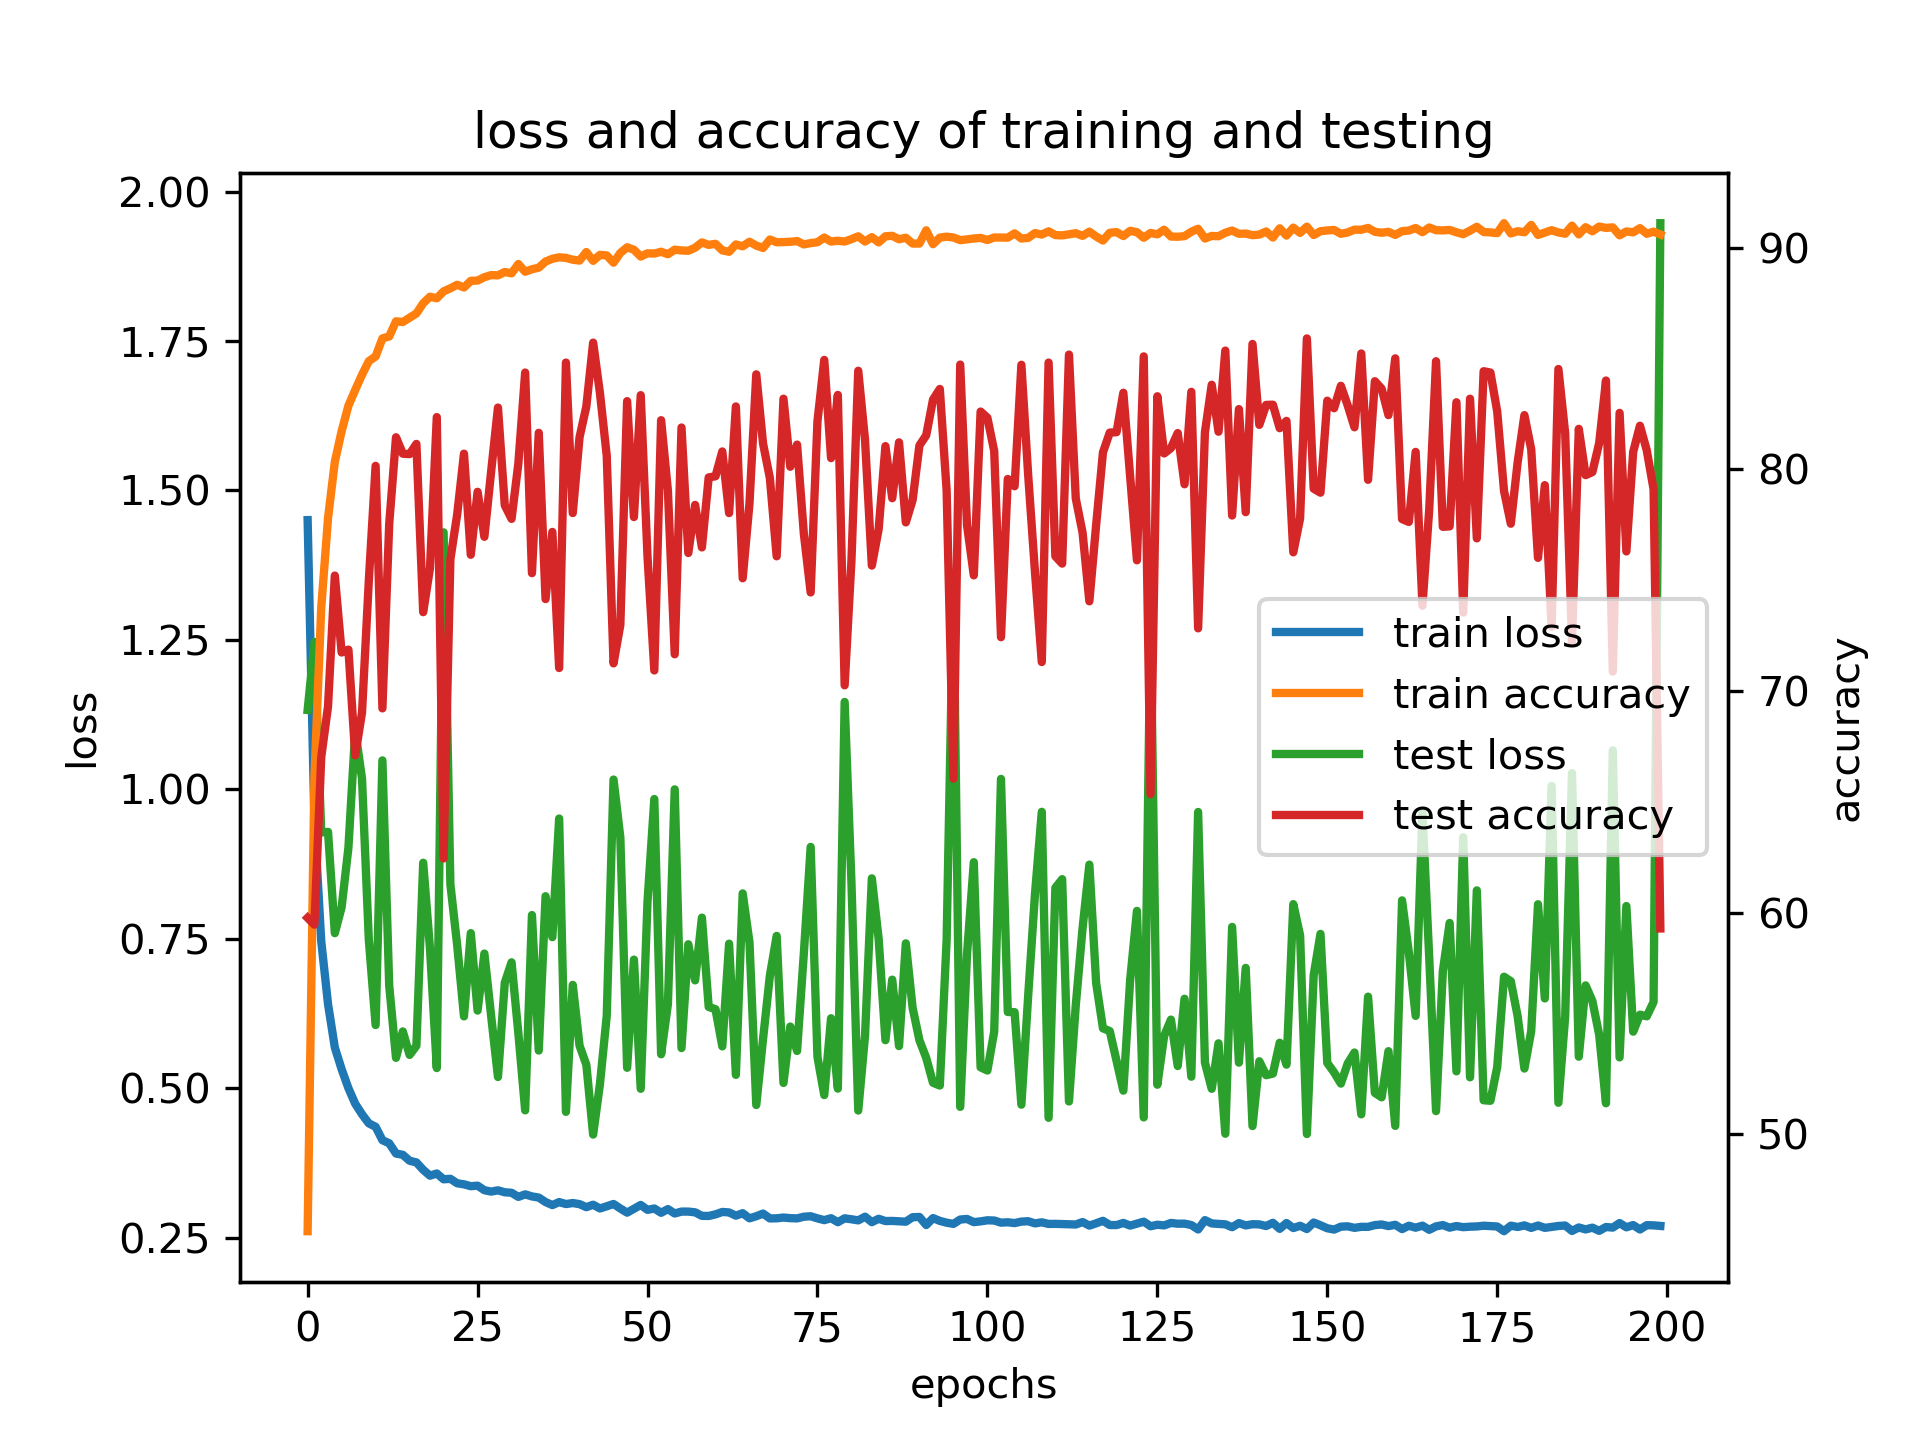 loss and accuracy of training and testing
2.00
1.75
1.50
1.25
1.00
0.75
0.50
0.25
loss
90
80
70
60
50
accuracy
train loss
train accuracy
test loss
test accuracy
0 25 50 75 100 125 150 175 200
epochs